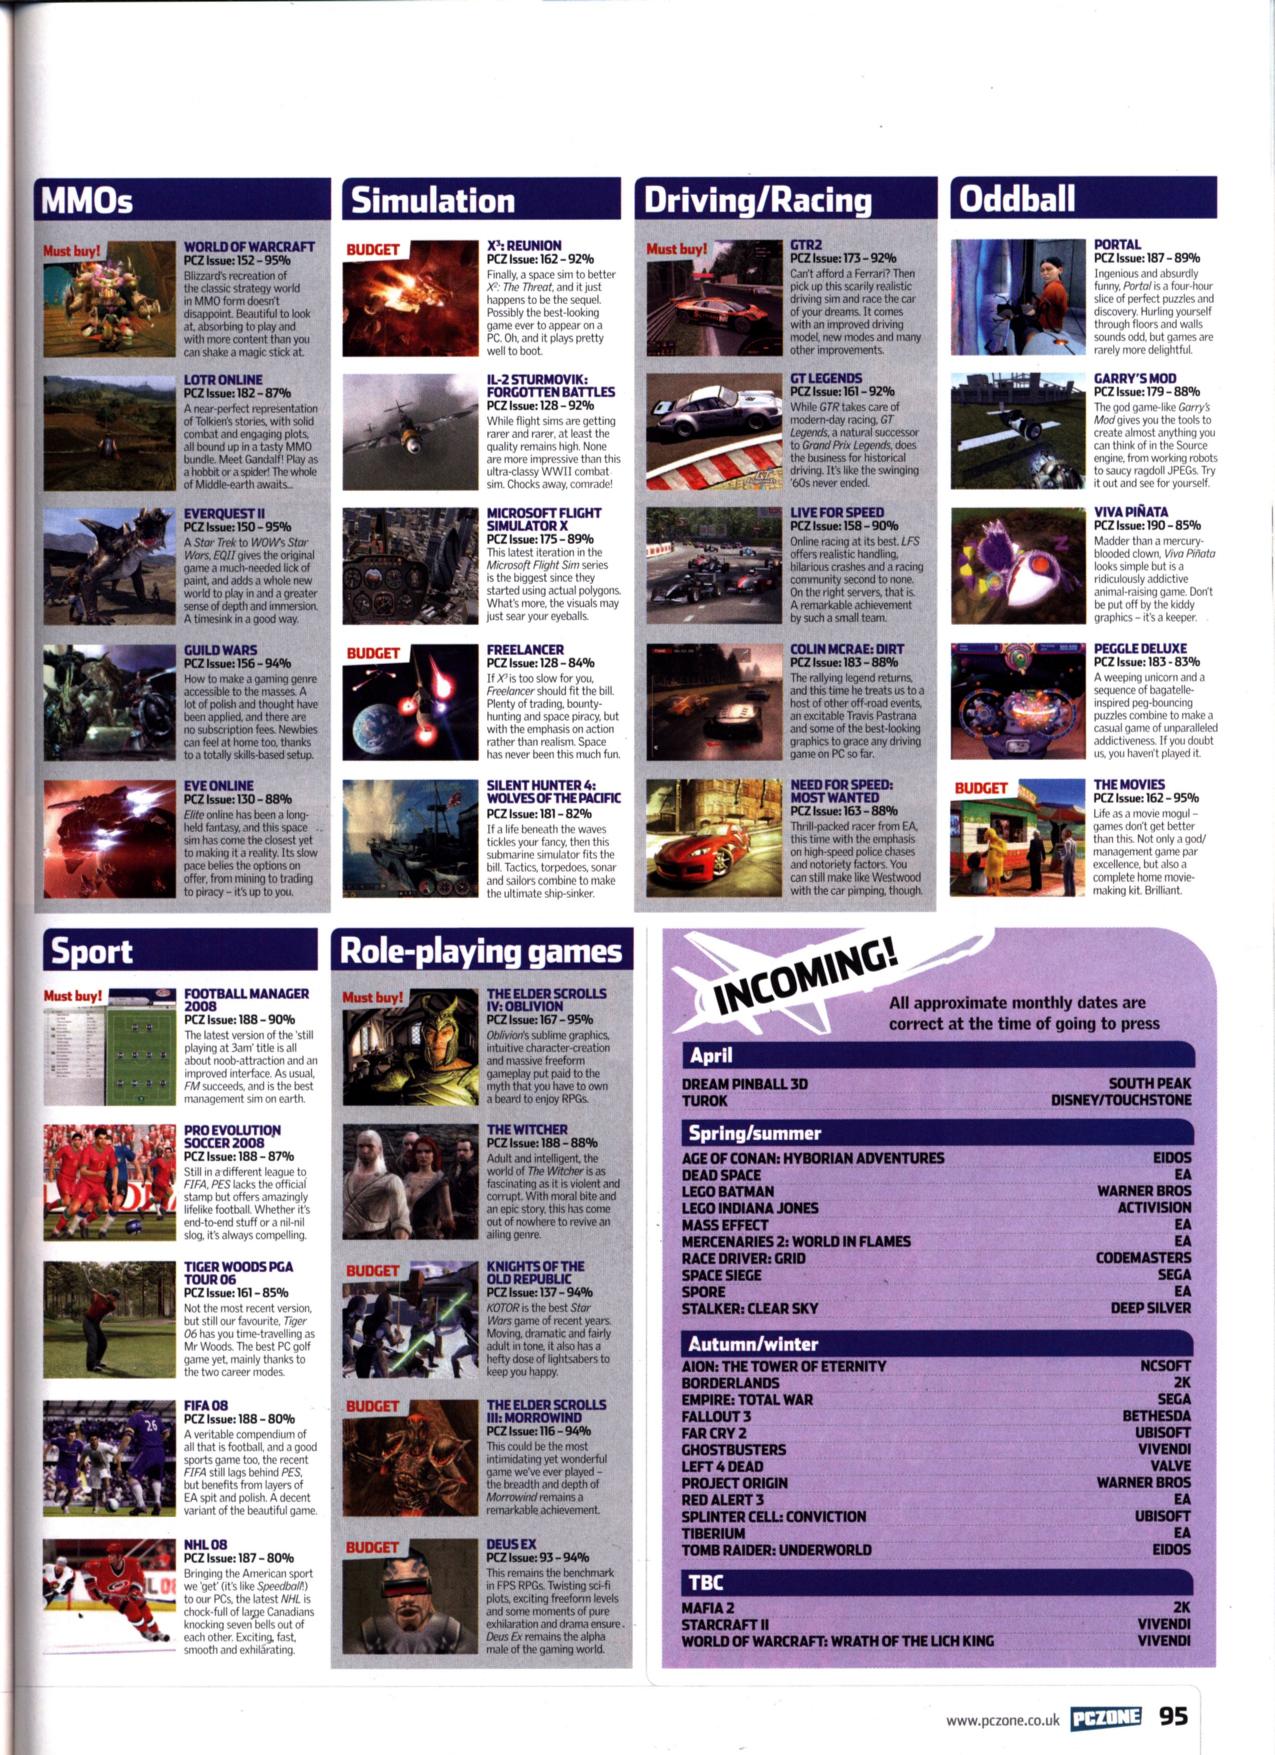 MMOs
Must buy!
WORLD OF WARCRAFT
PCZ Issue: 152 – 95%
Blizzard's recreation of
the classic strategy world
in MMO form doesn't
disappoint. Beautiful to look
at, absorbing to play and
with more content than you
can shake a magic stick at.
LOTR ONLINE
PCZ Issue: 182 – 87%
A near-perfect representation
of Tolkien's stories, with solid
combat and engaging plots,
all bound up in a tasty MMO
bundle. Meet Gandalf! Play as
a hobbit or a spider! The whole
of Middle-earth awaits...
EVERQUEST II
PCZ Issue: 150 – 95%
A Star Trek to WOW's Star
Wars, EQII gives the original
game a much-needed lick of
paint, and adds a whole new
world to play in and a greater
sense of depth and immersion.
A timesink in a good way.
GUILD WARS
PCZ Issue: 156 – 94%
How to make a gaming genre
accessible to the masses. A
lot of polish and thought have
been applied, and there are
no subscription fees. Newbies
can feel at home too, thanks
to a totally skills-based setup.
EVE ONLINE
PCZ Issue: 130 – 88%
Elite online has been a long-
held fantasy, and this space
sim has come the closest yet
to making it a reality. Its slow
pace belies the options on
offer, from mining to trading
to piracy – it's up to you.
Simulation
BUDGET
X³: REUNION
PCZ Issue: 162 – 92%
Finally, a space sim to better
X²: The Threat, and it just
happens to be the sequel.
Possibly the best-looking
game ever to appear on a
PC. Oh, and it plays pretty
well to boot.
IL-2 STURMOVIK:
FORGOTTEN BATTLES
PCZ Issue: 128 – 92%
While flight sims are getting
rarer and rarer, at least the
quality remains high. None
are more impressive than this
ultra-classy WWII combat
sim. Chocks away, comrade!
MICROSOFT FLIGHT
SIMULATOR X
PCZ Issue: 175 – 89%
This latest iteration in the
Microsoft Flight Sim series
is the biggest since they
started using actual polygons.
What's more, the visuals may
just sear your eyeballs.
BUDGET
FREELANCER
PCZ Issue: 128 – 84%
If X³ is too slow for you,
Freelancer should fit the bill.
Plenty of trading, bounty-
hunting and space piracy, but
with the emphasis on action
rather than realism. Space
has never been this much fun.
SILENT HUNTER 4:
WOLVES OF THE PACIFIC
PCZ Issue: 181 – 82%
If a life beneath the waves
tickles your fancy, then this
submarine simulator fits the
bill. Tactics, torpedoes, sonar
and sailors combine to make
the ultimate ship-sinker.
Driving/Racing
Must buy!
GTR2
PCZ Issue: 173 – 92%
Can't afford a Ferrari? Then
pick up this scarily realistic
driving sim and race the car
of your dreams. It comes
with an improved driving
model, new modes and many
other improvements.
GT LEGENDS
PCZ Issue: 161 – 92%
While GTR takes care of
modern-day racing, GT
Legends, a natural successor
to Grand Prix Legends, does
the business for historical
driving. It's like the swinging
'60s never ended.
LIVE FOR SPEED
PCZ Issue: 158 – 90%
Online racing at its best. LFS
offers realistic handling,
hilarious crashes and a racing
community second to none.
On the right servers, that is.
A remarkable achievement
by such a small team.
COLIN MCRAE: DIRT
PCZ Issue: 183 – 88%
The rallying legend returns,
and this time he treats us to a
host of other off-road events,
an excitable Travis Pastrana
and some of the best-looking
graphics to grace any driving
game on PC so far.
NEED FOR SPEED:
MOST WANTED
PCZ Issue: 163 – 88%
Thrill-packed racer from EA,
this time with the emphasis
on high-speed police chases
and notoriety factors. You
can still make like Westwood
with the car pimping, though.
Oddball
PORTAL
PCZ Issue: 187 – 89%
Ingenious and absurdly
funny, Portal is a four-hour
slice of perfect puzzles and
discovery. Hurling yourself
through floors and walls
sounds odd, but games are
rarely more delightful.
GARRY'S MOD
PCZ Issue: 179 – 88%
The god game-like Garry's
Mod gives you the tools to
create almost anything you
can think of in the Source
engine, from working robots
to saucy ragdoll JPEGs. Try
it out and see for yourself.
VIVA PIÑATA
PCZ Issue: 190 – 85%
Madder than a mercury-
blooded clown, Viva Piñata
looks simple but is a
ridiculously addictive
animal-raising game. Don't
be put off by the kiddy
graphics – it's a keeper.
PEGGLE DELUXE
PCZ Issue: 183 - 83%
A weeping unicorn and a
sequence of bagatelle-
inspired peg-bouncing
puzzles combine to make a
casual game of unparalleled
addictiveness. If you doubt
us, you haven't played it.
BUDGET
THE MOVIES
PCZ Issue: 162 – 95%
Life as a movie mogul –
games don't get better
than this. Not only a god/
management game par
excellence, but also a
complete home movie-
making kit. Brilliant.
Sport
Must buy!
FOOTBALL MANAGER
2008
PCZ Issue: 188 – 90%
The latest version of the 'still
playing at 3am' title is all
about noob-attraction and an
improved interface. As usual,
FM succeeds, and is the best
management sim on earth.
PRO EVOLUTION
SOCCER 2008
PCZ Issue: 188 – 87%
Still in a different league to
FIFA, PES lacks the official
stamp but offers amazingly
lifelike football. Whether it's
end-to-end stuff or a nil-nil
slog, it's always compelling.
TIGER WOODS PGA
TOUR 06
PCZ Issue: 161 – 85%
Not the most recent version,
but still our favourite, Tiger
06 has you time-travelling as
Mr Woods. The best PC golf
game yet, mainly thanks to
the two career modes.
26
FIFA 08
PCZ Issue: 188 – 80%
A veritable compendium of
all that is football, and a good
sports game too, the recent
FIFA still lags behind PES,
but benefits from layers of
EA spit and polish. A decent
variant of the beautiful game.
NHL 08
PCZ Issue: 187 – 80%
Bringing the American sport
we 'get' (it's like Speedball!)
to our PCs, the latest NHL is
chock-full of large Canadians
knocking seven bells out of
each other. Exciting, fast,
smooth and exhilarating.
Role-playing games
Must buy!
THE ELDER SCROLLS
IV: OBLIVION
PCZ Issue: 167 – 95%
Oblivion's sublime graphics,
intuitive character-creation
and massive freeform
gameplay put paid to the
myth that you have to own
a beard to enjoy RPGs.
THE WITCHER
PCZ Issue: 188 – 88%
Adult and intelligent, the
world of The Witcher is as
fascinating as it is violent and
corrupt. With moral bite and
an epic story, this has come
out of nowhere to revive an
ailing genre.
BUDGET
KNIGHTS OF THE
OLD REPUBLIC
PCZ Issue: 137 – 94%
KOTOR is the best Star
Wars game of recent years.
Moving, dramatic and fairly
adult in tone, it also has a
hefty dose of lightsabers to
keep you happy.
BUDGET
THE ELDER SCROLLS
III: MORROWIND
PCZ Issue: 116 – 94%
This could be the most
intimidating yet wonderful
game we've ever played –
the breadth and depth of
Morrowind remains a
remarkable achievement.
BUDGET
DEUS EX
PCZ Issue: 93 – 94%
This remains the benchmark
in FPS RPGs. Twisting sci-fi
plots, exciting freeform levels
and some moments of pure
exhilaration and drama ensure.
Deus Ex remains the alpha
male of the gaming world.
INCOMING!
All approximate monthly dates are
correct at the time of going to press
April
DREAM PINBALL 3D SOUTH PEAK
TUROK DISNEY/TOUCHSTONE
Spring/summer
AGE OF CONAN: HYBORIAN ADVENTURES EIDOS
DEAD SPACE EA
LEGO BATMAN WARNER BROS
LEGO INDIANA JONES ACTIVISION
MASS EFFECT EA
MERCENARIES 2: WORLD IN FLAMES EA
RACE DRIVER: GRID CODEMASTERS
SPACE SIEGE SEGA
SPORE EA
STALKER: CLEAR SKY DEEP SILVER
Autumn/winter
AION: THE TOWER OF ETERNITY NCSOFT
BORDERLANDS 2K
EMPIRE: TOTAL WAR SEGA
FALLOUT 3 BETHESDA
FAR CRY 2 UBISOFT
GHOSTBUSTERS VIVENDI
LEFT 4 DEAD VALVE
PROJECT ORIGIN WARNER BROS
RED ALERT 3 EA
SPLINTER CELL: CONVICTION UBISOFT
TIBERIUM EA
TOMB RAIDER: UNDERWORLD EIDOS
TBC
MAFIA 2 2K
STARCRAFT II VIVENDI
WORLD OF WARCRAFT: WRATH OF THE LICH KING VIVENDI
www.pczone.co.uk PCZONE 95